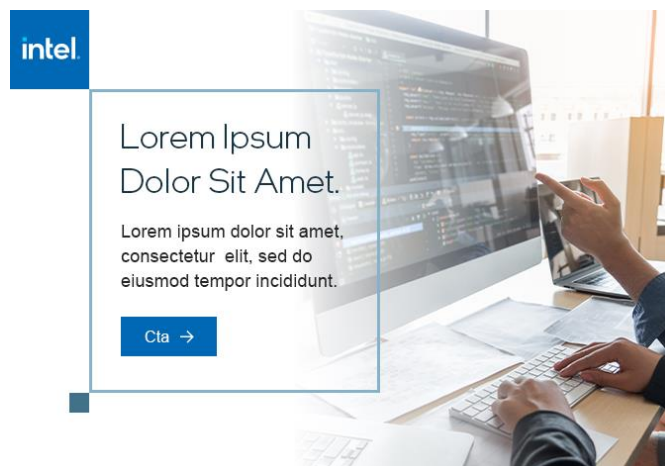 intel.
Lorem Ipsum
Dolor Sit Amet.
Lorem ipsum dolor sit amet,
consectetur  elit, sed do
eiusmod tempor incididunt.
Cta →